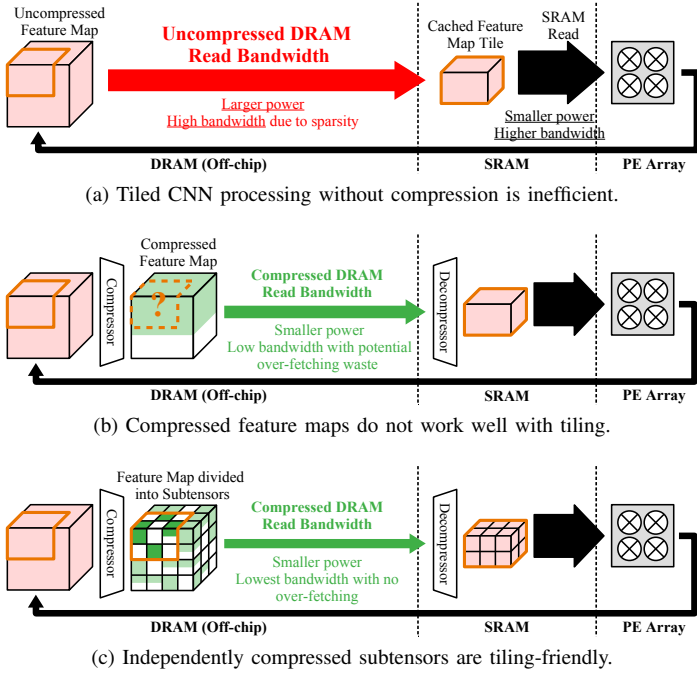 Uncompressed
Feature Map
Uncompressed DRAM
Read Bandwidth
Larger power
High bandwidth due to sparsity
Cached Feature
Map Tile
SRAM
Read
Smaller power
Higher bandwidth
DRAM (Off-chip)
SRAM
PE Array
(a) Tiled CNN processing without compression is inefficient.
Compressor
Compressed
Feature Map
?
Compressed DRAM
Read Bandwidth
Smaller power
Low bandwidth with potential
over-fetching waste
Decompressor
DRAM (Off-chip)
SRAM
PE Array
(b) Compressed feature maps do not work well with tiling.
Compressor
Feature Map divided
into Subtensors
Compressed DRAM
Read Bandwidth
Smaller power
Lowest bandwidth with no
over-fetching
Decompressor
DRAM (Off-chip)
SRAM
PE Array
(c) Independently compressed subtensors are tiling-friendly.